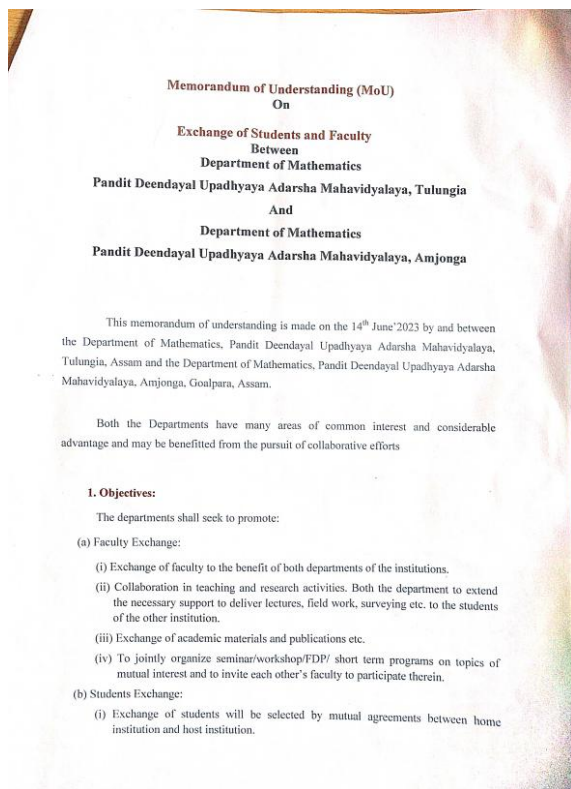 Memorandum of Understanding (MoU)
On
Exchange of Students and Faculty
Between
Department of Mathematics
Pandit Deendayal Upadhyaya Adarsha Mahavidyalaya, Tulungia
And
Department of Mathematics
Pandit Deendayal Upadhyaya Adarsha Mahavidyalaya, Amjonga
This memorandum of understanding is made on the 14th June'2023 by and between
the Department of Mathematics, Pandit Deendayal Upadhyaya Adarsha Mahavidyalaya,
Tulungia, Assam and the Department of Mathematics, Pandit Deendayal Upadhyaya Adarsha
Mahavidyalaya, Amjonga, Goalpara, Assam.
Both the Departments have many areas of common interest and considerable
advantage and may be benefitted from the pursuit of collaborative efforts
1. Objectives:
The departments shall seek to promote:
(a) Faculty Exchange:
(i) Exchange of faculty to the benefit of both departments of the institutions.
(ii) Collaboration in teaching and research activities. Both the department to extend
the necessary support to deliver lectures, field work, surveying etc. to the students
of the other institution.
(iii) Exchange of academic materials and publications etc.
(iv) To jointly organize seminar/workshop/FDP/ short term programs on topics of
mutual interest and to invite each other's faculty to participate therein.
(b) Students Exchange:
(i) Exchange of students will be selected by mutual agreements between home
institution and host institution.